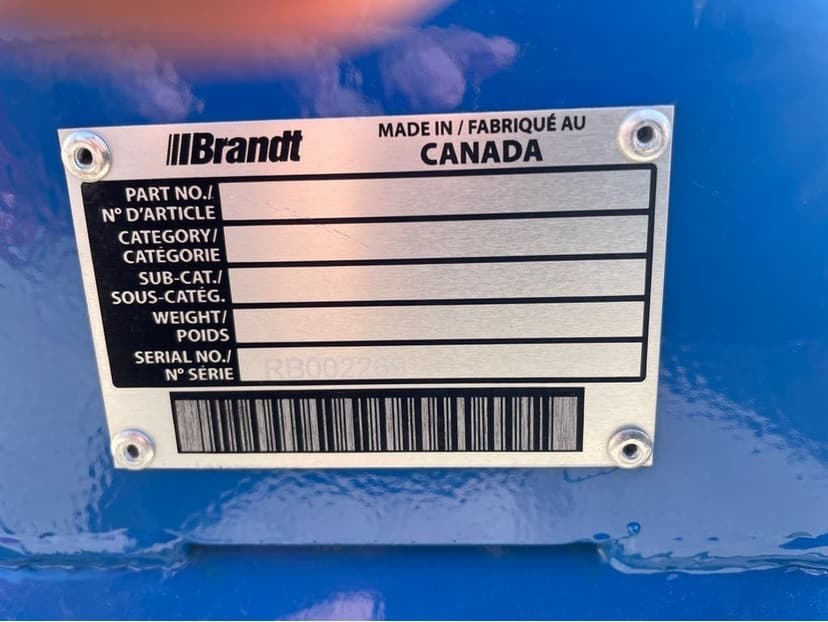 Brandt
MADE IN / FABRIQUÉ AU
CANADA
PART NO./
Nº D'ARTICLE
CATEGORY/
CATÉGORIE
SUB-CAT./
SOUS-CATÉG.
WEIGHT/
POIDS
SERIAL NO./
Nº SÉRIE